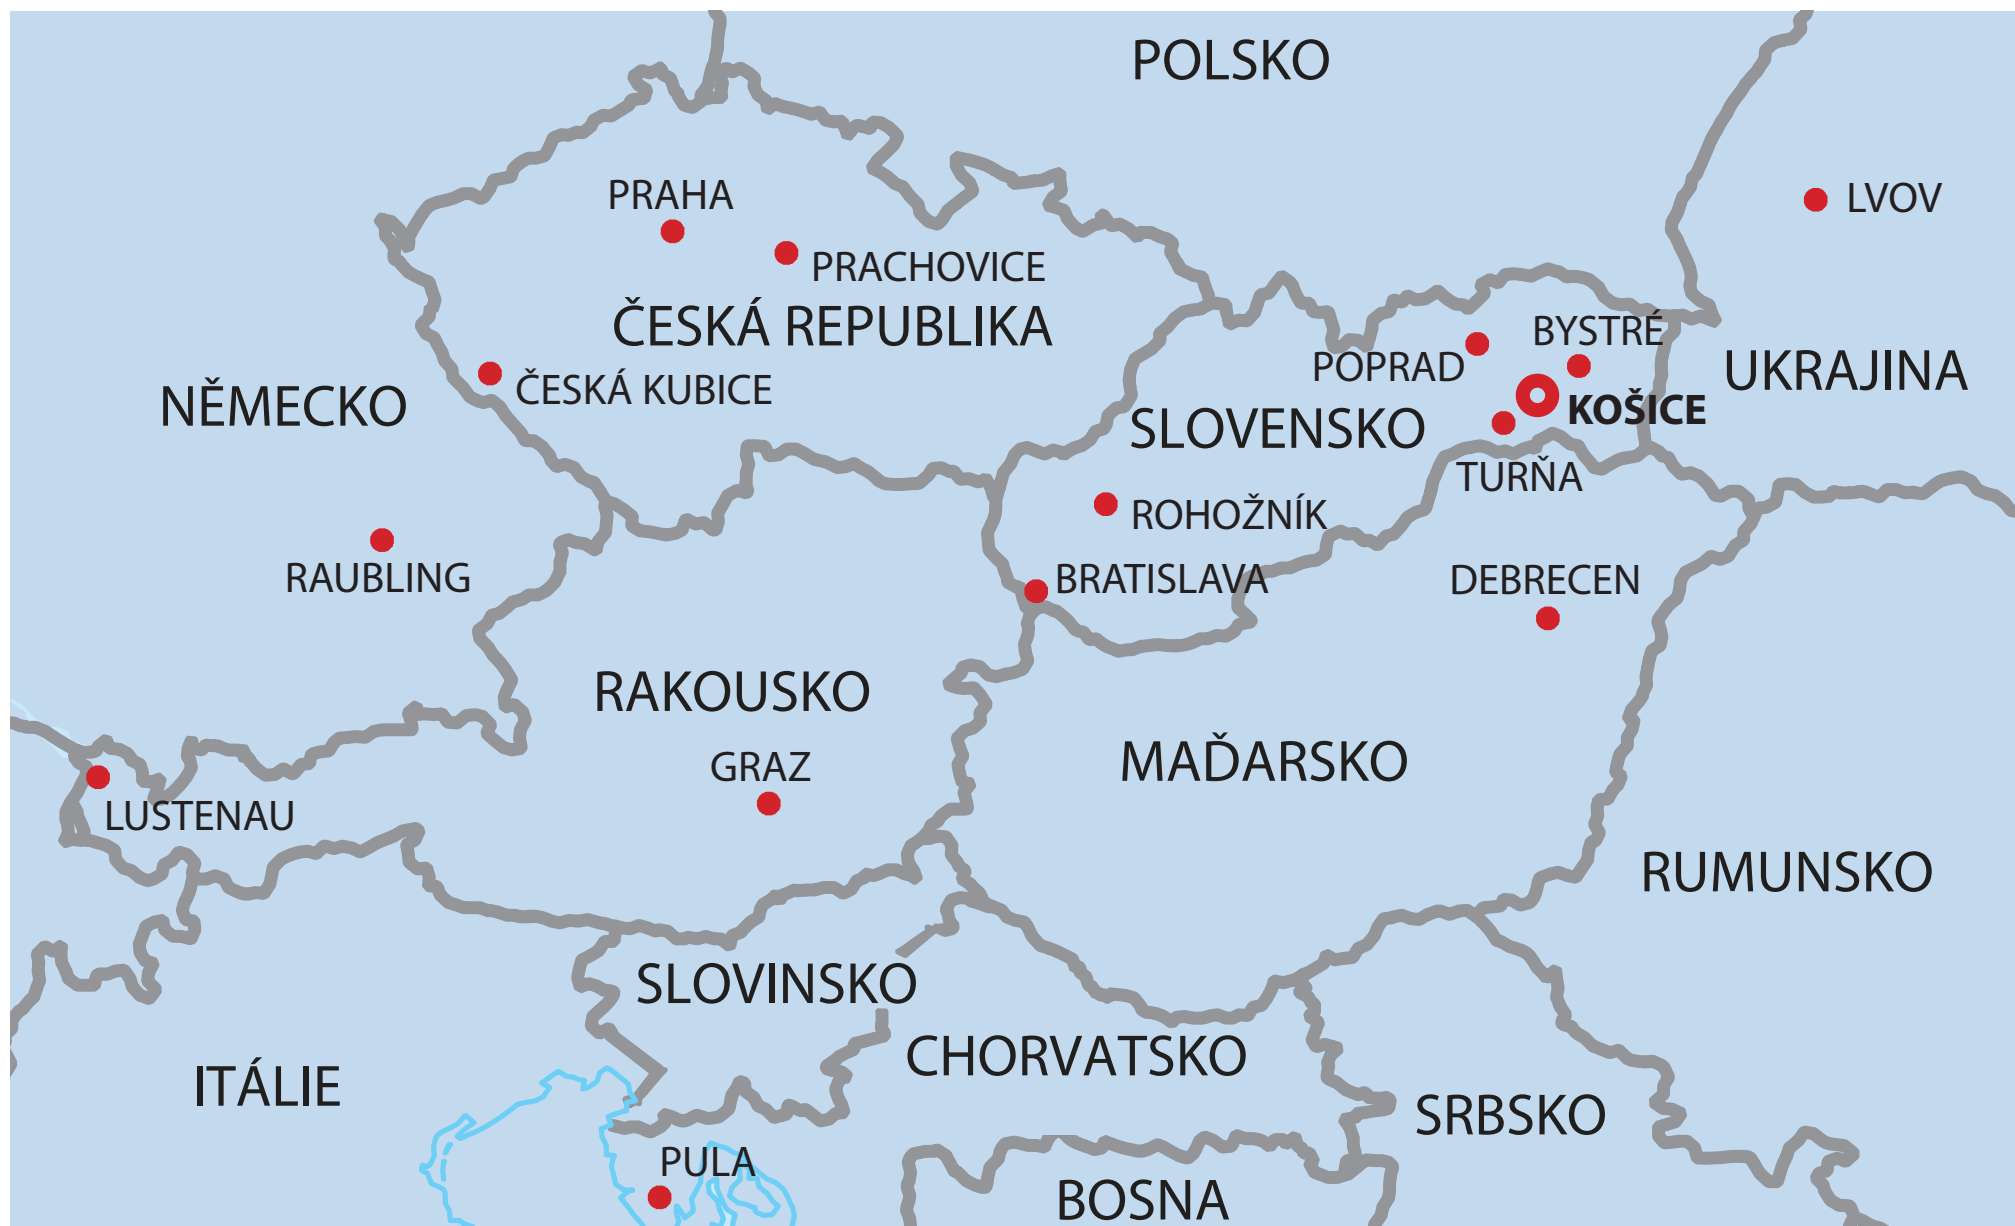 POLSKO
PRAHA
LVOV
PRACHOVICE
ČESKÁ REPUBLIKA
BYSTRÉ
POPRAD
UKRAJINA
ČESKÁ KUBICE
NĚMECKO
KOŠICE
SLOVENSKO
TURŇA
ROHOŽNÍK
RAUBLING
BRATISLAVA
DEBRECEN
RAKOUSKO
MAĎARSKO
GRAZ
LUSTENAU
RUMUNSKO
SLOVINSKO
CHORVATSKO
ITÁLIE
SRBSKO
PULA
BOSNA